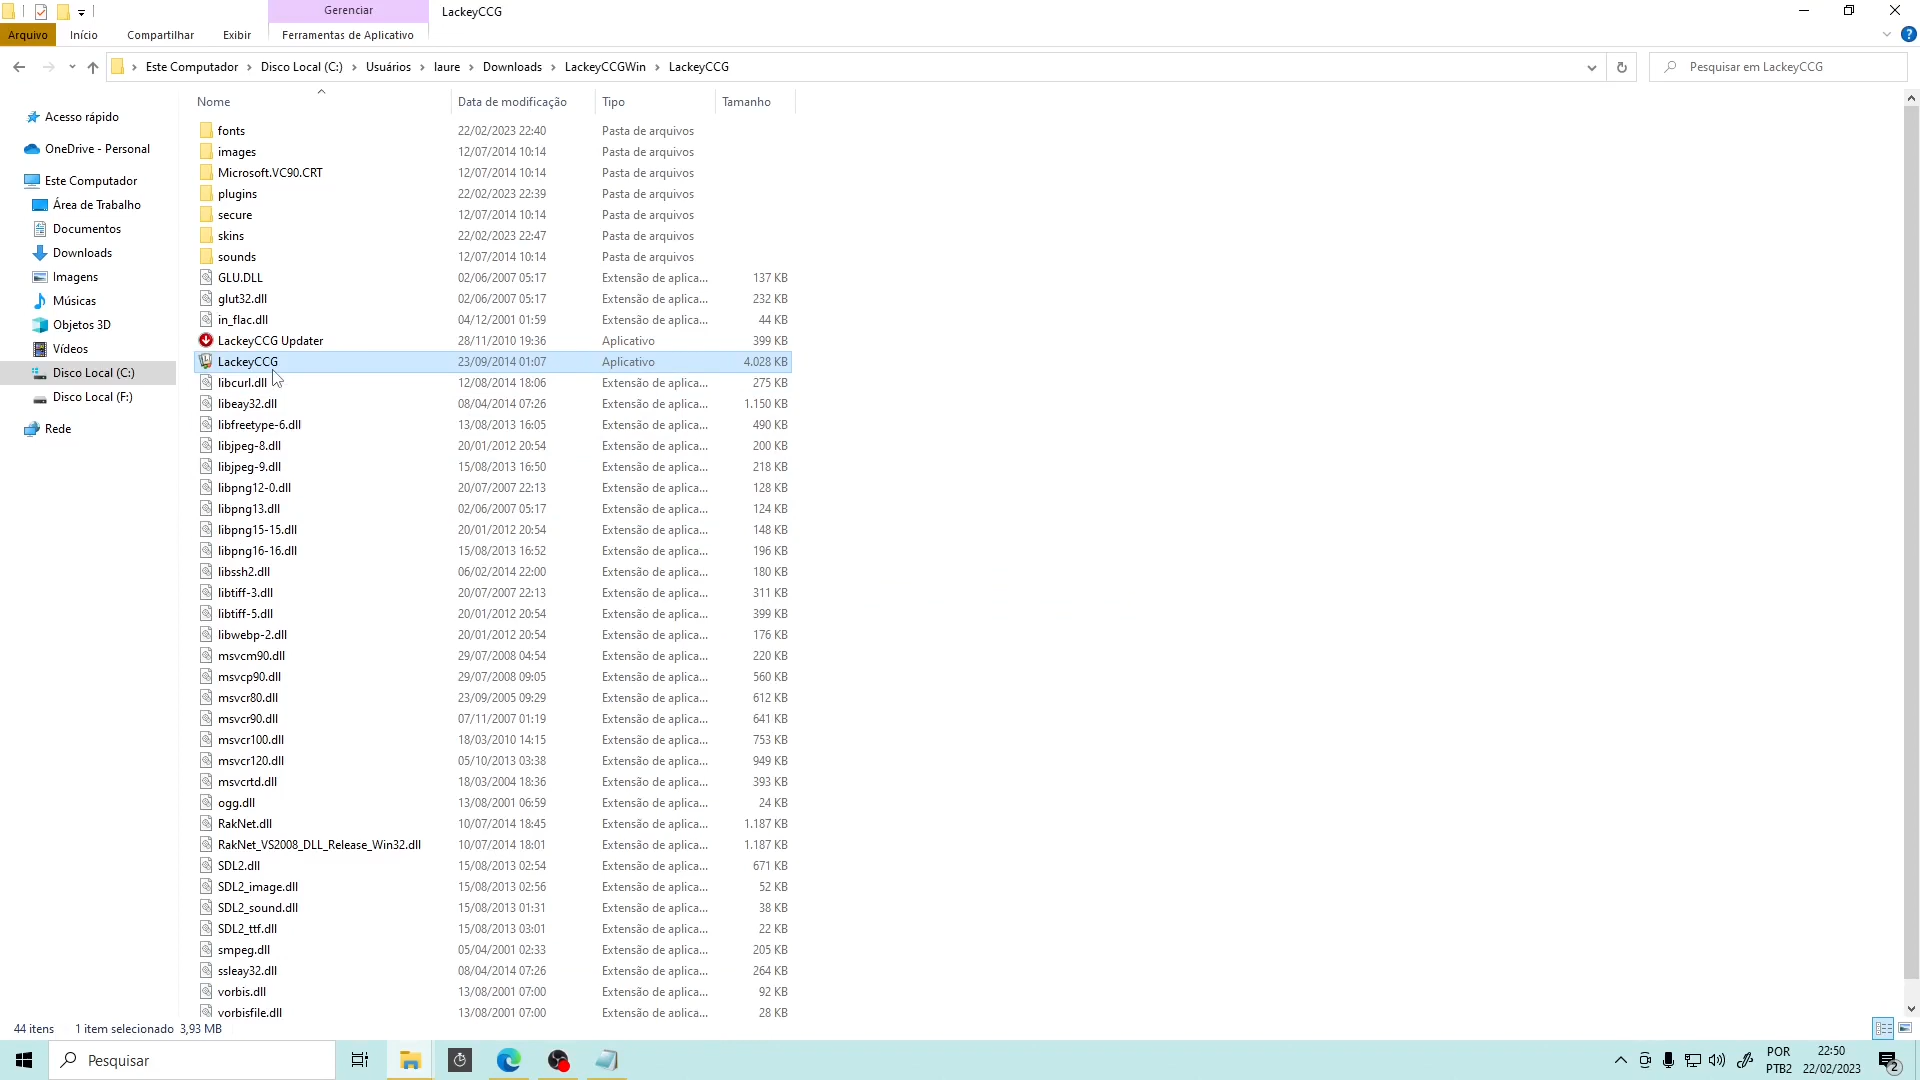 Gerenciar
LackeyCCG
Arquivo Início Compartilhar Exibir Ferramentas de Aplicativo
Este Computador Disco Local (C:) Usuários laure Downloads LackeyCCGWin LackeyCCG
Pesquisar em LackeyCCG
Acesso rápido
OneDrive - Personal
Este Computador
Área de Trabalho
Documentos
Downloads
Imagens
Músicas
Objetos 3D
Vídeos
Disco Local (C:)
Disco Local (F:)
Rede
Nome Data de modificação Tipo Tamanho
fonts 22/02/2023 22:40 Pasta de arquivos
images 12/07/2014 10:14 Pasta de arquivos
Microsoft.VC90.CRT 12/07/2014 10:14 Pasta de arquivos
plugins 22/02/2023 22:39 Pasta de arquivos
secure 12/07/2014 10:14 Pasta de arquivos
skins 22/02/2023 22:47 Pasta de arquivos
sounds 12/07/2014 10:14 Pasta de arquivos
GLU.DLL 02/06/2007 05:17 Extensão de aplica... 137 KB
glut32.dll 02/06/2007 05:17 Extensão de aplica... 232 KB
in_flac.dll 04/12/2001 01:59 Extensão de aplica... 44 KB
LackeyCCG Updater 28/11/2010 19:36 Aplicativo 399 KB
LackeyCCG 23/09/2014 01:07 Aplicativo 4.028 KB
libcurl.dll 12/08/2014 18:06 Extensão de aplica... 275 KB
libeay32.dll 08/04/2014 07:26 Extensão de aplica... 1.150 KB
libfreetype-6.dll 13/08/2013 16:05 Extensão de aplica... 490 KB
libjpeg-8.dll 20/01/2012 20:54 Extensão de aplica... 200 KB
libjpeg-9.dll 15/08/2013 16:50 Extensão de aplica... 218 KB
libpng12-0.dll 20/07/2007 22:13 Extensão de aplica... 128 KB
libpng13.dll 02/06/2007 05:17 Extensão de aplica... 124 KB
libpng15-15.dll 20/01/2012 20:54 Extensão de aplica... 148 KB
libpng16-16.dll 15/08/2013 16:52 Extensão de aplica... 196 KB
libssh2.dll 06/02/2014 22:00 Extensão de aplica... 180 KB
libtiff-3.dll 20/07/2007 22:13 Extensão de aplica... 311 KB
libtiff-5.dll 20/01/2012 20:54 Extensão de aplica... 399 KB
libwebp-2.dll 20/01/2012 20:54 Extensão de aplica... 176 KB
msvcm90.dll 29/07/2008 04:54 Extensão de aplica... 220 KB
msvcp90.dll 29/07/2008 09:05 Extensão de aplica... 560 KB
msvcr80.dll 23/09/2005 09:29 Extensão de aplica... 612 KB
msvcr90.dll 07/11/2007 01:19 Extensão de aplica... 641 KB
msvcr100.dll 18/03/2010 14:15 Extensão de aplica... 753 KB
msvcr120.dll 05/10/2013 03:38 Extensão de aplica... 949 KB
msvcrtd.dll 18/03/2004 18:36 Extensão de aplica... 393 KB
ogg.dll 13/08/2001 06:59 Extensão de aplica... 24 KB
RakNet.dll 10/07/2014 18:45 Extensão de aplica... 1.187 KB
RakNet_VS2008_DLL_Release_Win32.dll 10/07/2014 18:01 Extensão de aplica... 1.187 KB
SDL2.dll 15/08/2013 02:54 Extensão de aplica... 671 KB
SDL2_image.dll 15/08/2013 02:56 Extensão de aplica... 52 KB
SDL2_sound.dll 15/08/2013 01:31 Extensão de aplica... 38 KB
SDL2_ttf.dll 15/08/2013 03:01 Extensão de aplica... 22 KB
smpeg.dll 05/04/2001 02:33 Extensão de aplica... 205 KB
ssleay32.dll 08/04/2014 07:26 Extensão de aplica... 264 KB
vorbis.dll 13/08/2001 07:00 Extensão de aplica... 92 KB
vorbisfile.dll 13/08/2001 07:00 Extensão de aplica... 28 KB
44 itens 1 item selecionado 3,93 MB
Pesquisar
POR
PTB2
22:50
22/02/2023
2